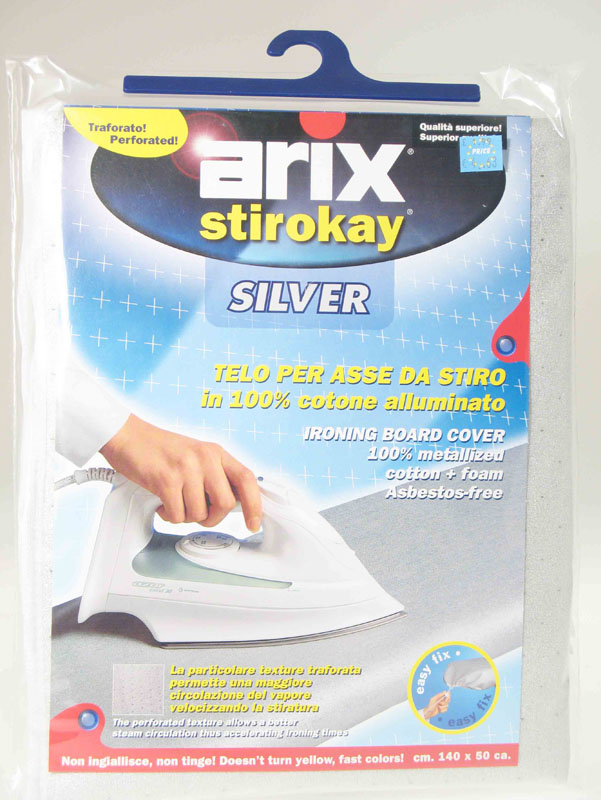 Traforato!
Perforated!
Qualità superiore!
Superior
PRICE
arix®
stirokay®
SILVER
TELO PER ASSE DA STIRO
in 100% cotone alluminato
IRONING BOARD COVER
100% metallized
cotton + foam
Asbestos-free
easy fix •
• easy fix
La particolare texture traforata
permette una maggiore
circolazione del vapore
velocizzando la stiratura
The perforated texture allows a better
steam circulation thus accelerating ironing times
Non ingiallisce, non tinge! Doesn't turn yellow, fast colors! cm. 140 x 50 ca.